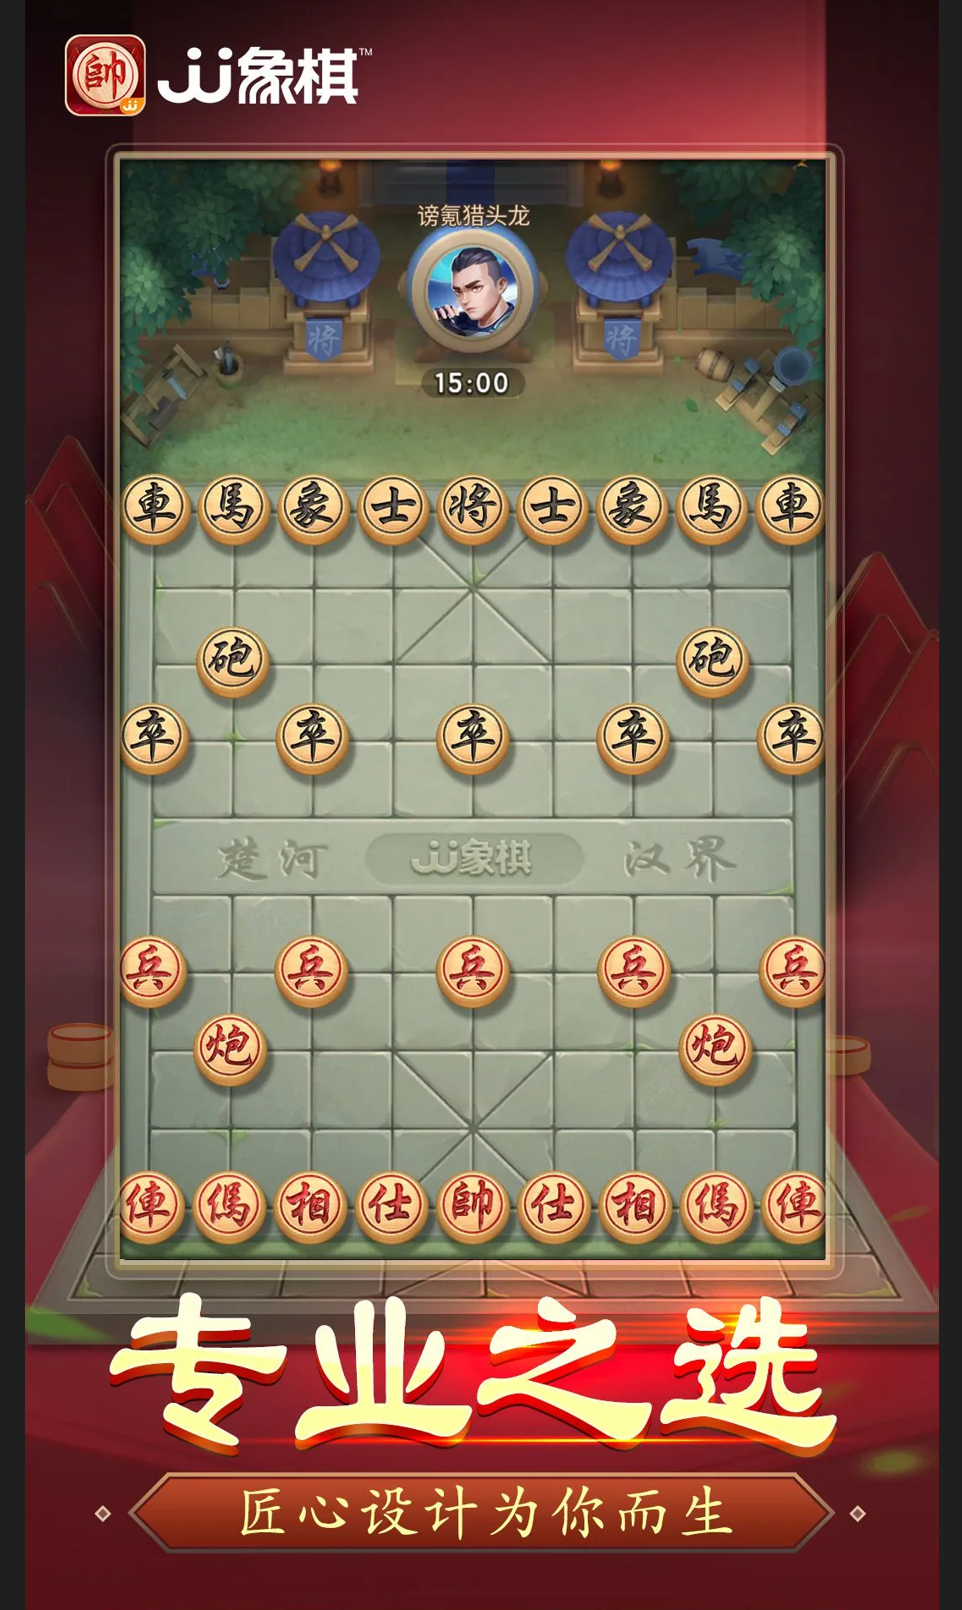 帥
JJ象棋™
谤氪猎头龙
将 将
15:00
車 馬 象 士 将 士 象 馬 車
砲 砲
卒 卒 卒 卒 卒
楚河 JJ象棋 汉界
兵 兵 兵 兵 兵
炮 炮
俥 傌 相 仕 帥 仕 相 傌 俥
专业之选
匠心设计为你而生